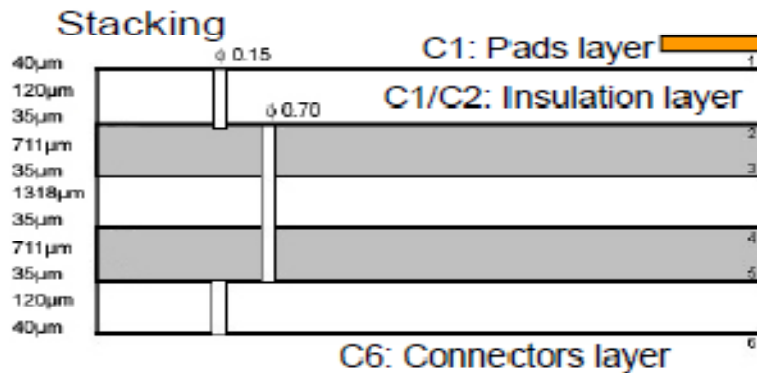 Stacking
C1: Pads layer
ϕ 0.15
40µm
1
120µm
C1/C2: Insulation layer
35µm
ϕ 0.70
2
711µm
35µm
3
1318µm
35µm
4
711µm
35µm
5
120µm
40µm
6
C6: Connectors layer